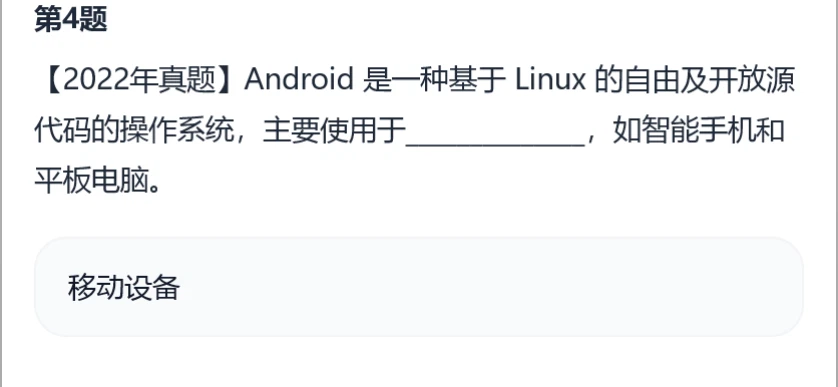 第4题
【2022年真题】Android 是一种基于 Linux 的自由及开放源
代码的操作系统，主要使用于____________，如智能手机和
平板电脑。
移动设备